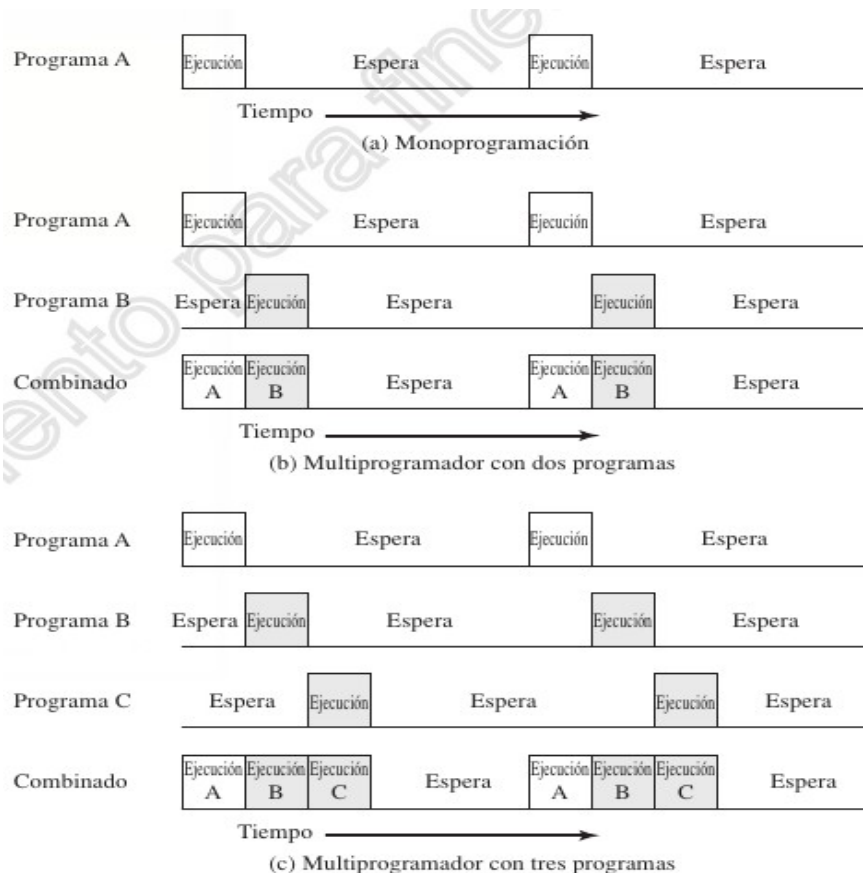 Programa A Ejecución Espera Ejecución Espera
Tiempo
(a) Monoprogramación
Programa A Ejecución Espera Ejecución Espera
Programa B Espera Ejecución Espera Ejecución Espera
Combinado Ejecución A Ejecución B Espera Ejecución A Ejecución B Espera
Tiempo
(b) Multiprogramador con dos programas
Programa A Ejecución Espera Ejecución Espera
Programa B Espera Ejecución Espera Ejecución Espera
Programa C Espera Ejecución Espera Ejecución Espera
Combinado Ejecución A Ejecución B Ejecución C Espera Ejecución A Ejecución B Ejecución C Espera
Tiempo
(c) Multiprogramador con tres programas
para